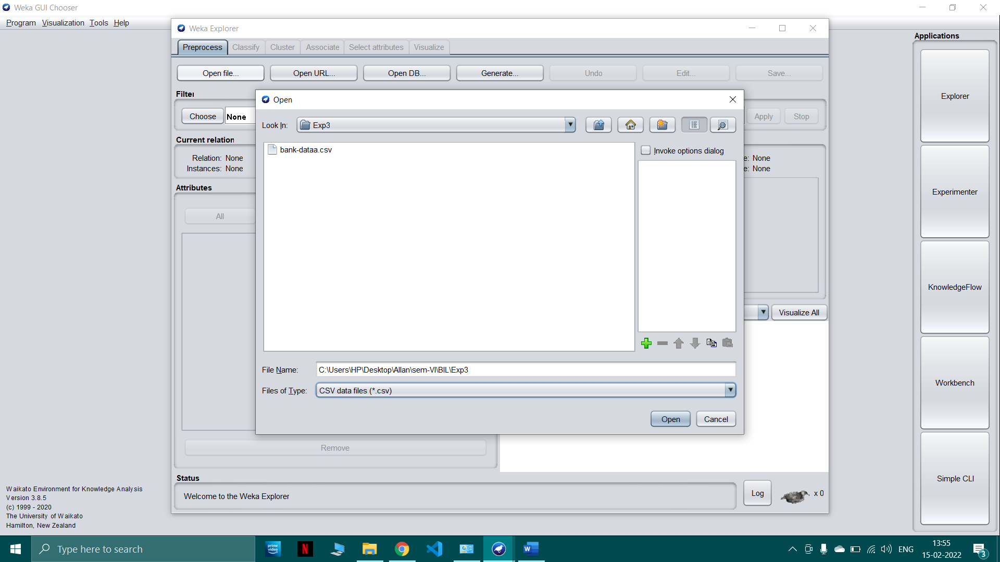 Weka GUI Chooser
Program Visualization Tools Help
Weka Explorer
Preprocess Classify Cluster Associate Select attributes Visualize
Open file... Open URL... Open DB... Generate... Undo Edit... Save...
Filter
Choose None Apply Stop
Current relation
Relation: None
Instances: None
e: None
e: None
Attributes
All
Remove
Visualize All
Open
Look In: Exp3
bank-dataa.csv
Invoke options dialog
File Name: C:\Users\HP\Desktop\Allan\sem-VI\BIL\Exp3
Files of Type: CSV data files (*.csv)
Open Cancel
Status
Welcome to the Weka Explorer
Log x 0
Applications
Explorer
Experimenter
KnowledgeFlow
Workbench
Simple CLI
Waikato Environment for Knowledge Analysis
Version 3.8.5
(c) 1999 - 2020
The University of Waikato
Hamilton, New Zealand
Type here to search
prime video
N
W
ENG
13:55
15-02-2022
3